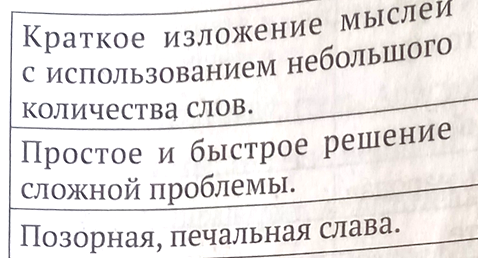 Краткое изложение мыслей
с использованием небольшого
количества слов.
Простое и быстрое решение
сложной проблемы.
Позорная, печальная слава.